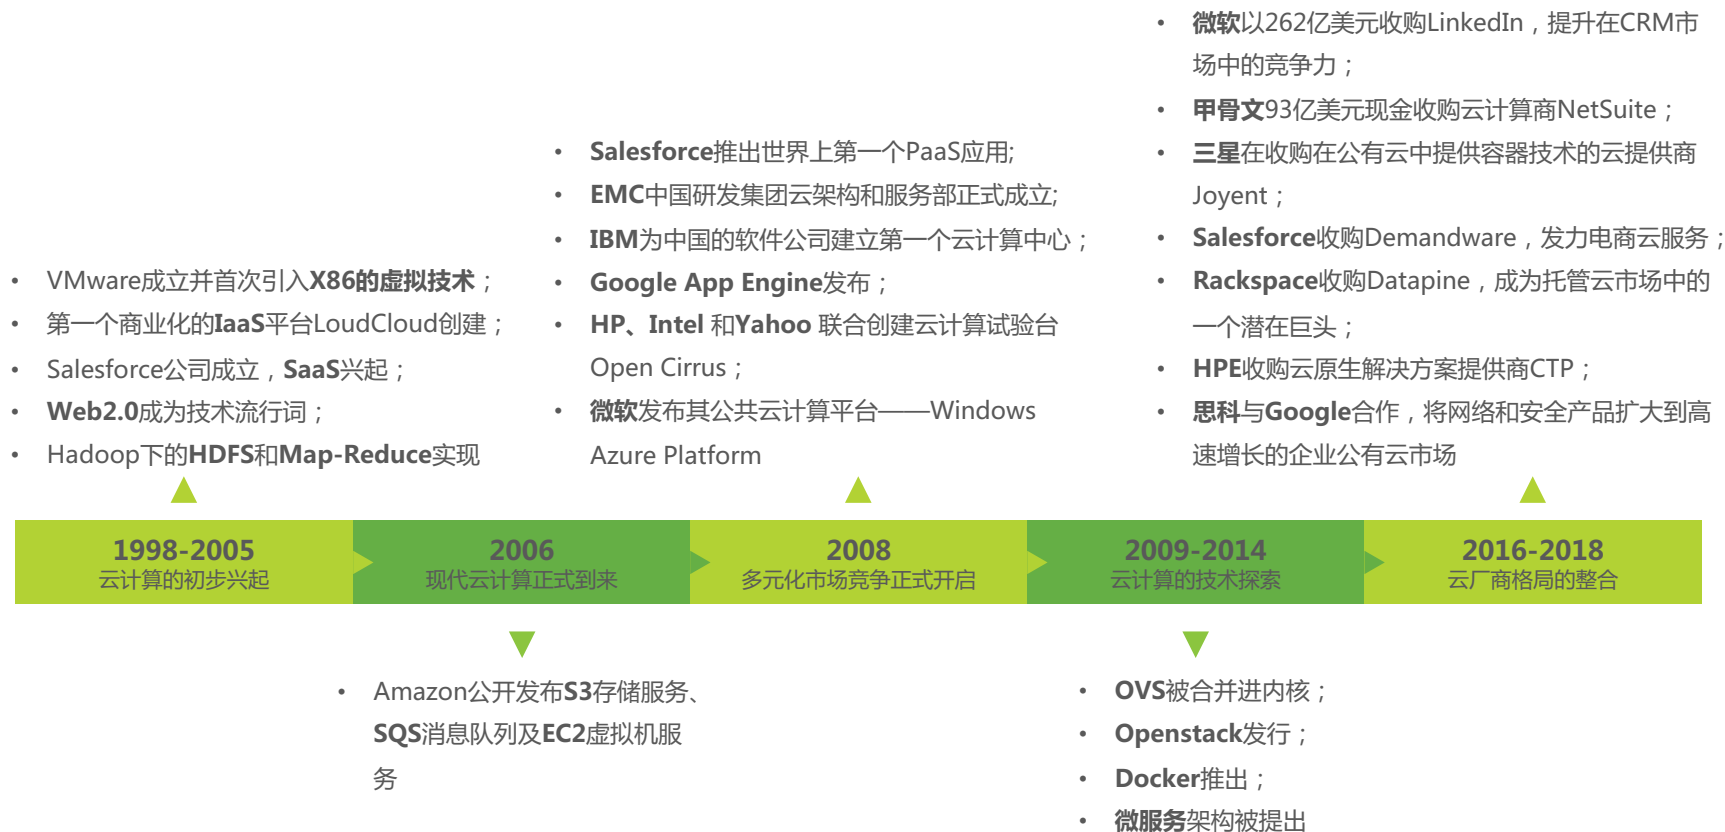 • 微软以262亿美元收购LinkedIn，提升在CRM市
场中的竞争力；
• 甲骨文93亿美元现金收购云计算商NetSuite；
• 三星在收购在公有云中提供容器技术的云提供商
Joyent；
• Salesforce收购Demandware，发力电商云服务；
• Rackspace收购Datapine，成为托管云市场中的
一个潜在巨头；
• HPE收购云原生解决方案提供商CTP；
• 思科与Google合作，将网络和安全产品扩大到高
速增长的企业公有云市场
• Salesforce推出世界上第一个PaaS应用;
• EMC中国研发集团云架构和服务部正式成立;
• IBM为中国的软件公司建立第一个云计算中心；
• Google App Engine发布；
• HP、Intel 和Yahoo 联合创建云计算试验台
Open Cirrus；
• 微软发布其公共云计算平台——Windows
Azure Platform
• VMware成立并首次引入X86的虚拟技术；
• 第一个商业化的IaaS平台LoudCloud创建；
• Salesforce公司成立，SaaS兴起；
• Web2.0成为技术流行词；
• Hadoop下的HDFS和Map-Reduce实现
1998-2005
云计算的初步兴起
2006
现代云计算正式到来
2008
多元化市场竞争正式开启
2009-2014
云计算的技术探索
2016-2018
云厂商格局的整合
• Amazon公开发布S3存储服务、
SQS消息队列及EC2虚拟机服
务
• OVS被合并进内核；
• Openstack发行；
• Docker推出；
• 微服务架构被提出